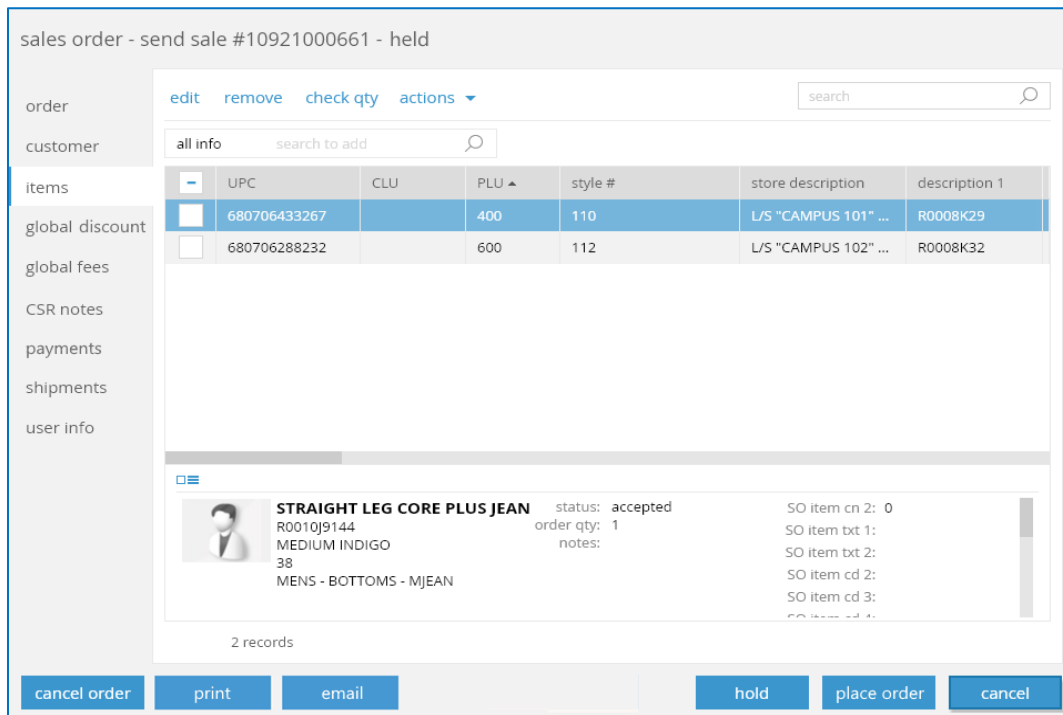 sales order - send sale #10921000661 - held
order
customer
items
global discount
global fees
CSR notes
payments
shipments
user info
edit remove check qty actions
search
all info search to add
UPC CLU PLU style # store description description 1
680706433267 400 110 L/S "CAMPUS 101" ... R0008K29
680706288232 600 112 L/S "CAMPUS 102" ... R0008K32
STRAIGHT LEG CORE PLUS JEAN
R0010J9144
MEDIUM INDIGO
38
MENS - BOTTOMS - MJEAN
status: accepted
order qty: 1
notes:
SO item cn 2: 0
SO item txt 1:
SO item txt 2:
SO item cd 2:
SO item cd 3:
2 records
cancel order print email hold place order cancel